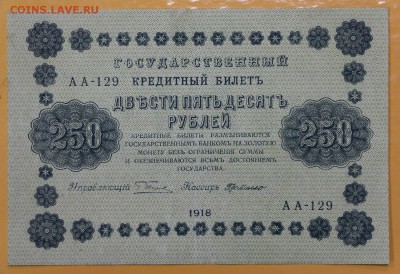 COINS.LAVE.RU
ГОСУДАРСТВЕННЫЙ
АА-129 КРЕДИТНЫЙ БИЛЕТЪ
ДВѢСТИ ПЯТЬДЕСЯТЪ
РУБЛЕЙ
250 250
КРЕДИТНЫЕ БИЛЕТЫ РАЗМѢНИВАЮТСЯ
ГОСУДАРСТВЕННЫМЪ БАНКОМЪ НА ЗОЛОТУЮ
МОНЕТУ БЕЗЪ ОГРАНИЧЕНІЯ СУММЫ
И ОБЕЗПЕЧИВАЮТСЯ ВСѢМЪ ДОСТОЯНІЕМЪ
ГОСУДАРСТВА.
Управляющій Кассиръ
1918
АА-129